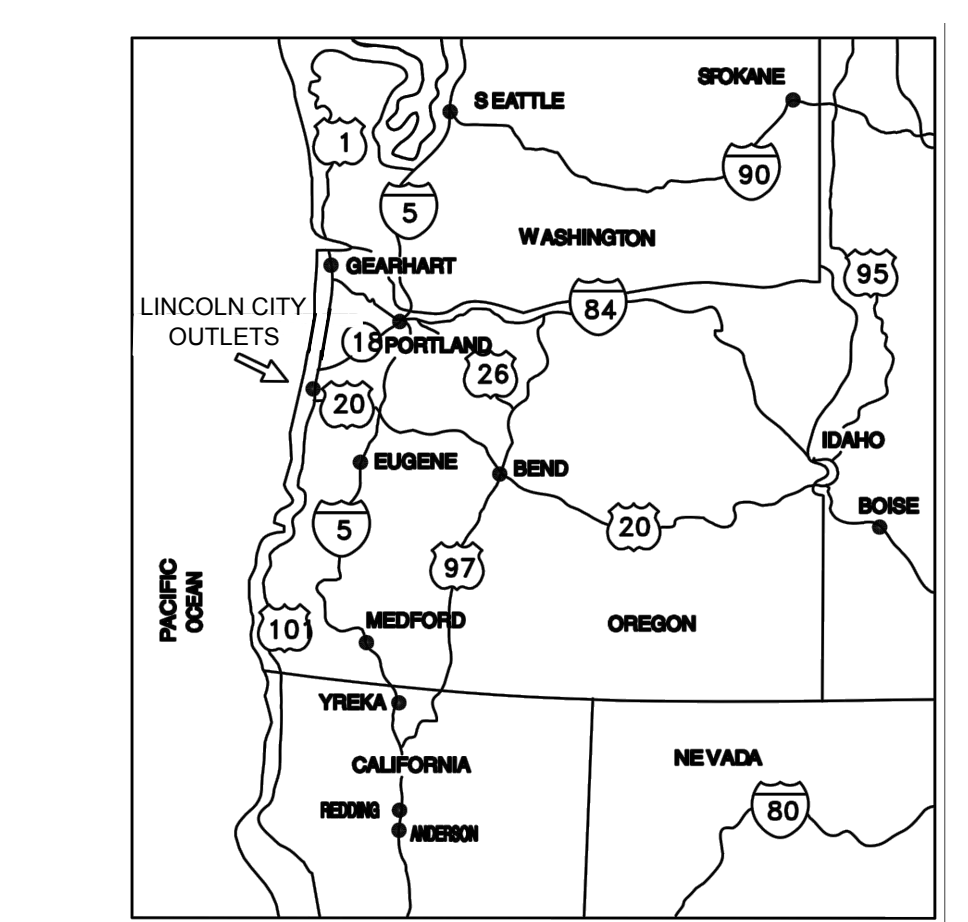 SPOKANE
SEATTLE
1
90
5
WASHINGTON
GEARHART
95
84
LINCOLN CITY
OUTLETS
18
PORTLAND
26
20
IDAHO
EUGENE
BEND
BOISE
5
20
97
PACIFIC
OCEAN
101
MEDFORD
OREGON
YREKA
CALIFORNIA
NEVADA
80
REDDING
ANDERSON